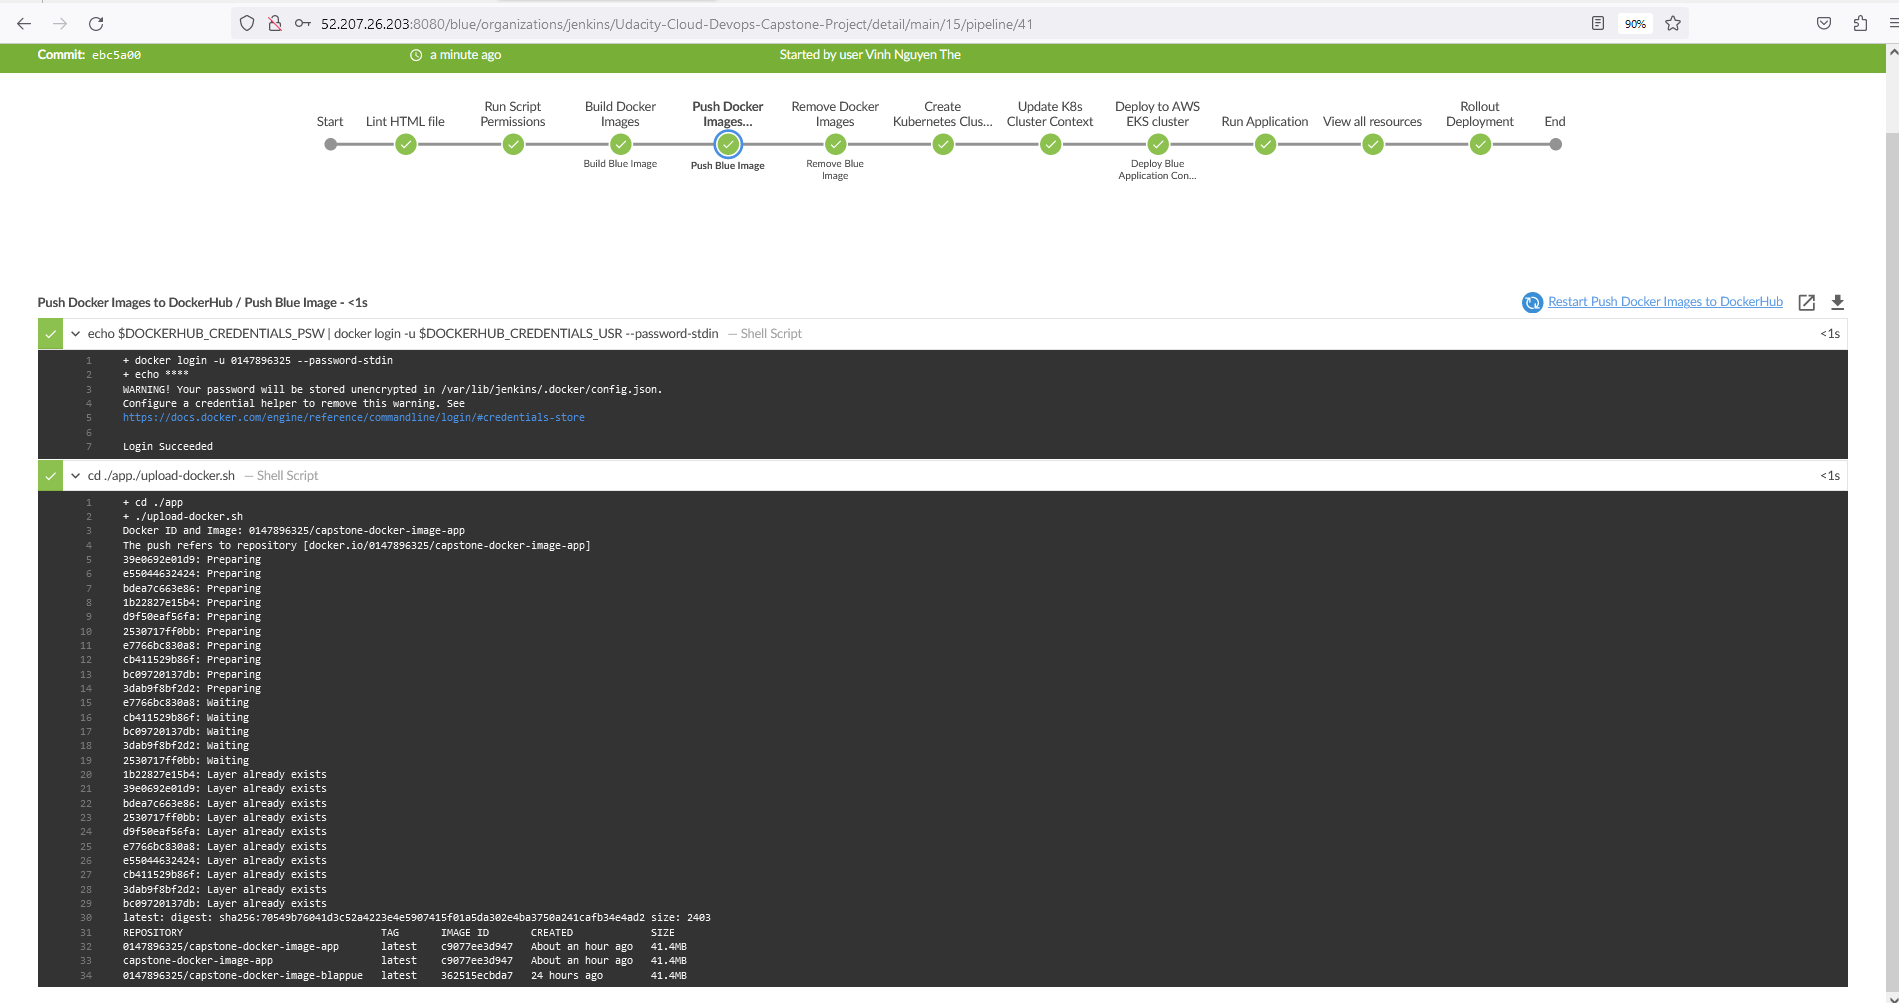 52.207.26.203:8080/blue/organizations/jenkins/Udacity-Cloud-Devops-Capstone-Project/detail/main/15/pipeline/41
90%
Commit: ebc5a00
a minute ago
Started by user Vinh Nguyen The
Start
Lint HTML file
Run Script
Permissions
Build Docker
Images
Push Docker
Images...
Remove Docker
Images
Create
Kubernetes Clus...
Update K8s
Cluster Context
Deploy to AWS
EKS cluster
Run Application
View all resources
Rollout
Deployment
End
Build Blue Image
Push Blue Image
Remove Blue
Image
Deploy Blue
Application Con...
Push Docker Images to DockerHub / Push Blue Image - <1s
Restart Push Docker Images to DockerHub
echo $DOCKERHUB_CREDENTIALS_PSW | docker login -u $DOCKERHUB_CREDENTIALS_USR --password-stdin — Shell Script <1s
1 + docker login -u 0147896325 --password-stdin
2 + echo ****
3 WARNING! Your password will be stored unencrypted in /var/lib/jenkins/.docker/config.json.
4 Configure a credential helper to remove this warning. See
5 https://docs.docker.com/engine/reference/commandline/login/#credentials-store
6
7 Login Succeeded
cd ./app./upload-docker.sh — Shell Script <1s
1 + cd ./app
2 + ./upload-docker.sh
3 Docker ID and Image: 0147896325/capstone-docker-image-app
4 The push refers to repository [docker.io/0147896325/capstone-docker-image-app]
5 39e0692e01d9: Preparing
6 e55044632424: Preparing
7 bdea7c663e86: Preparing
8 1b22827e15b4: Preparing
9 d9f50eaf56fa: Preparing
10 2530717ff0bb: Preparing
11 e7766bc830a8: Preparing
12 cb411529b86f: Preparing
13 bc09720137db: Preparing
14 3dab9f8bf2d2: Preparing
15 e7766bc830a8: Waiting
16 cb411529b86f: Waiting
17 bc09720137db: Waiting
18 3dab9f8bf2d2: Waiting
19 2530717ff0bb: Waiting
20 1b22827e15b4: Layer already exists
21 39e0692e01d9: Layer already exists
22 bdea7c663e86: Layer already exists
23 2530717ff0bb: Layer already exists
24 d9f50eaf56fa: Layer already exists
25 e7766bc830a8: Layer already exists
26 e55044632424: Layer already exists
27 cb411529b86f: Layer already exists
28 3dab9f8bf2d2: Layer already exists
29 bc09720137db: Layer already exists
30 latest: digest: sha256:70549b76041d3c52a4223e4e5907415f01a5da302e4ba3750a241cafb34e4ad2 size: 2403
31 REPOSITORY TAG IMAGE ID CREATED SIZE
32 0147896325/capstone-docker-image-app latest c9077ee3d947 About an hour ago 41.4MB
33 capstone-docker-image-app latest c9077ee3d947 About an hour ago 41.4MB
34 0147896325/capstone-docker-image-blappue latest 362515ecbda7 24 hours ago 41.4MB